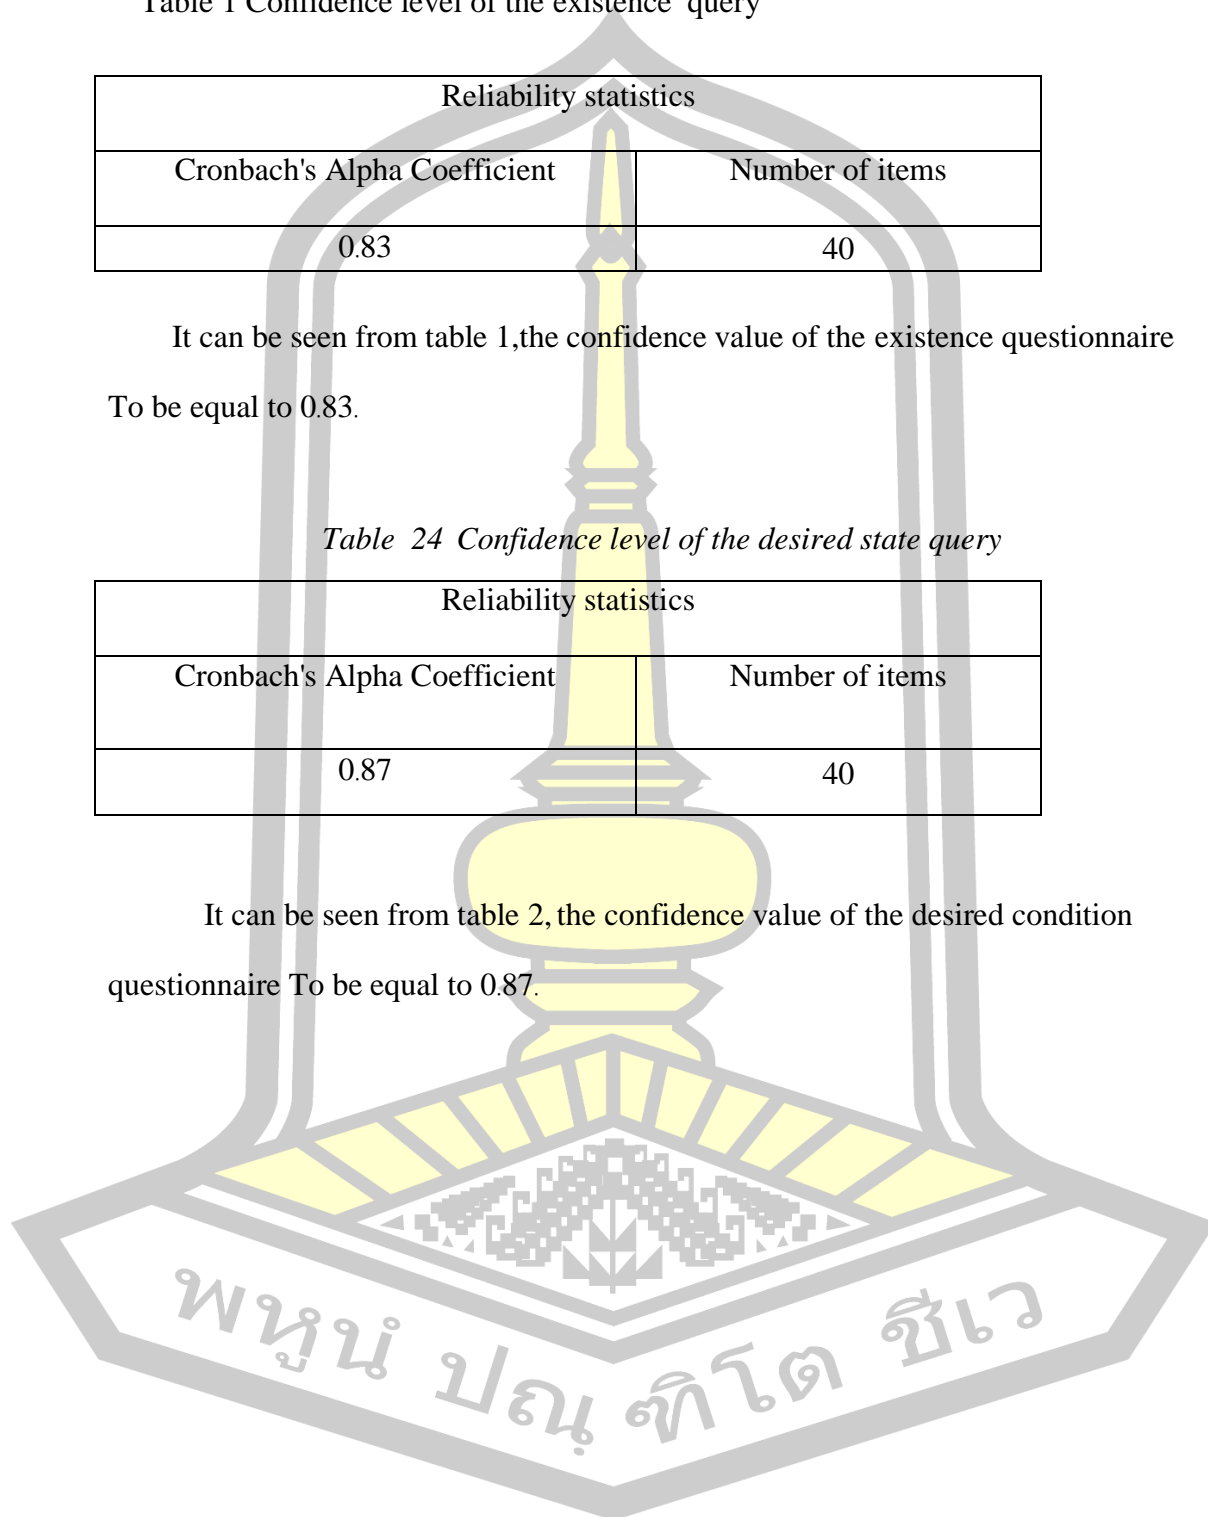 Table 1 Confidence level of the existence query
Reliability statistics
Cronbach's Alpha Coefficient Number of items
0.83 40
It can be seen from table 1,the confidence value of the existence questionnaire
To be equal to 0.83.
Table 24 Confidence level of the desired state query
Reliability statistics
Cronbach's Alpha Coefficient Number of items
0.87 40
It can be seen from table 2, the confidence value of the desired condition
questionnaire To be equal to 0.87.
พหูนํ ปณฺฑิโต ชีเว